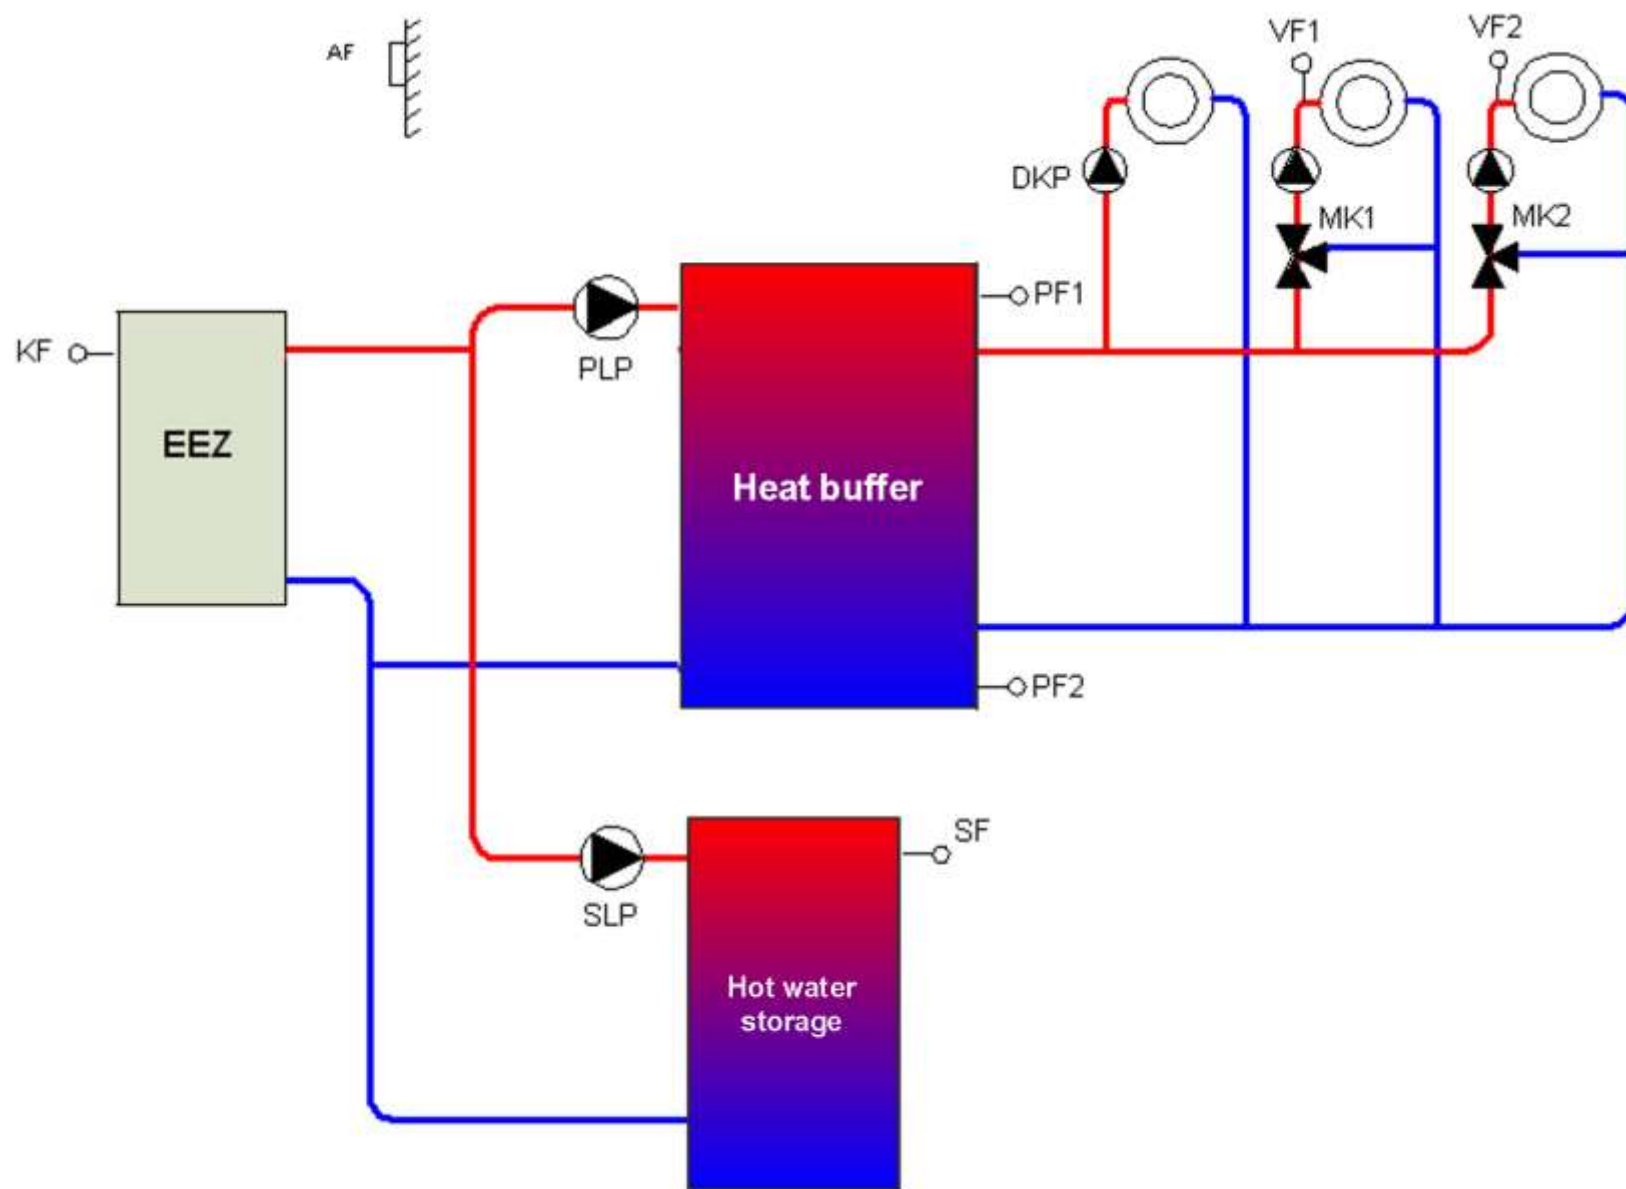 AF
VF1
VF2
DKP
MK1
MK2
PF1
KF
PLP
EEZ
Heat buffer
PF2
SF
SLP
Hot water
storage